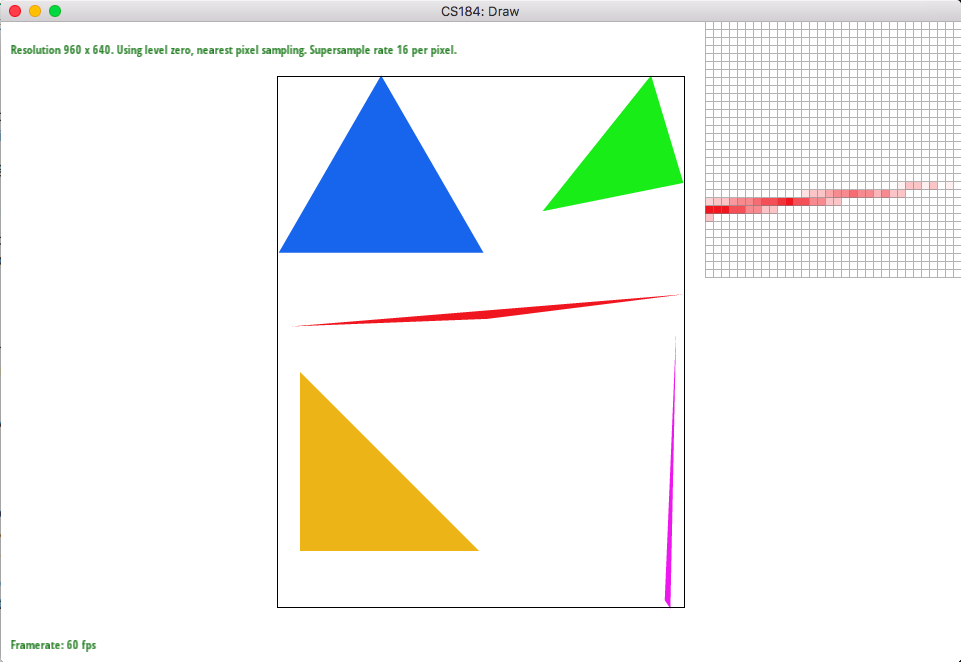 CS184: Draw
Resolution 960 x 640. Using level zero, nearest pixel sampling. Supersample rate 16 per pixel.
Framerate: 60 fps